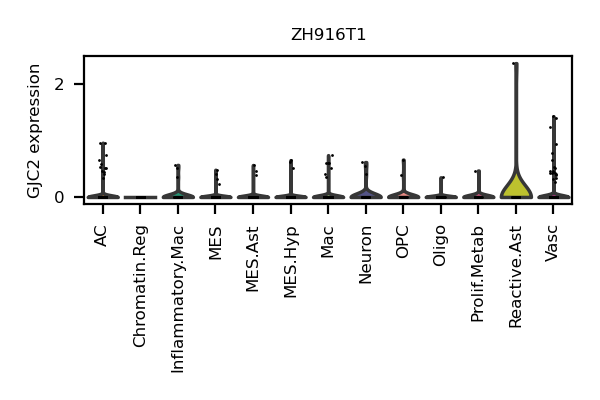 ZH916T1
GJC2 expression
2
0
AC
Chromatin.Reg
Inflammatory.Mac
MES
MES.Ast
MES.Hyp
Mac
Neuron
OPC
Oligo
Prolif.Metab
Reactive.Ast
Vasc